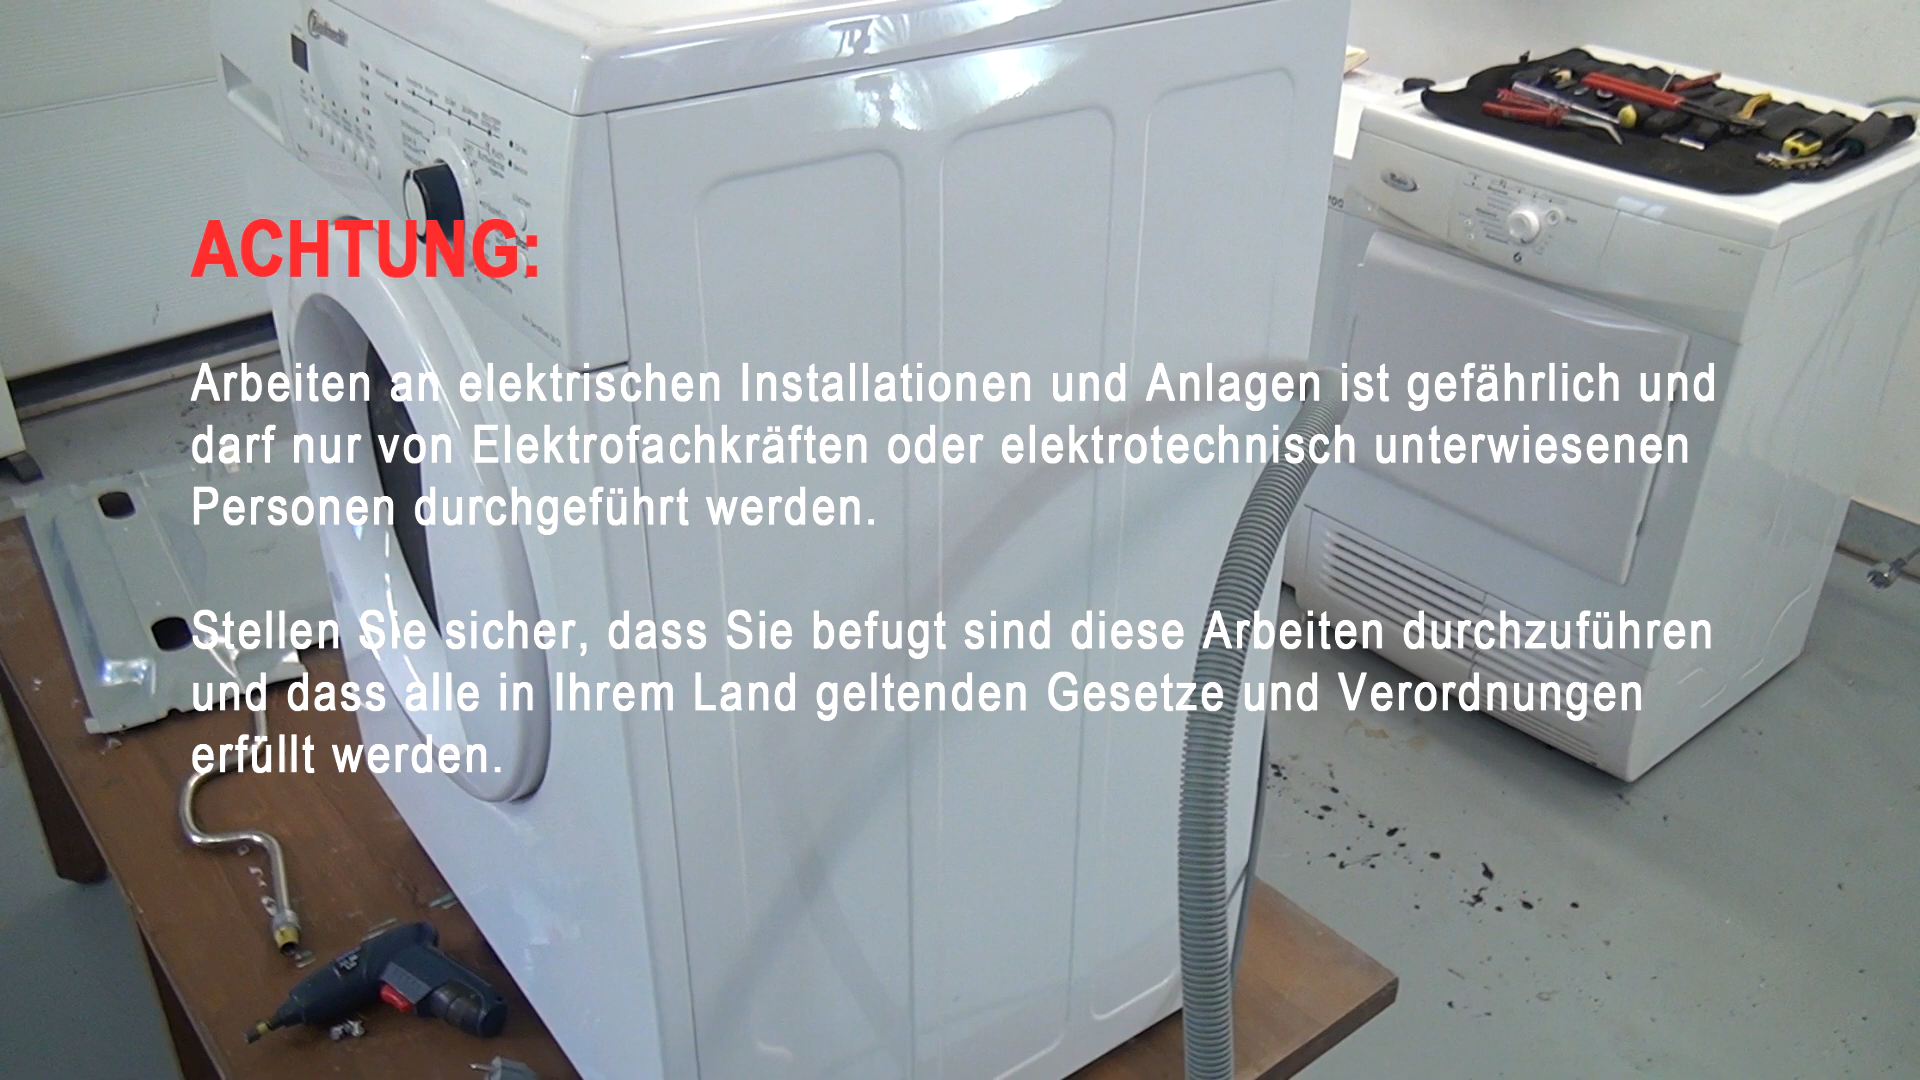 ACHTUNG:
Arbeiten an elektrischen Installationen und Anlagen ist gefährlich und
darf nur von Elektrofachkräften oder elektrotechnisch unterwiesenen
Personen durchgeführt werden.
Stellen Sie sicher, dass Sie befugt sind diese Arbeiten durchzuführen
und dass alle in Ihrem Land geltenden Gesetze und Verordnungen
erfüllt werden.